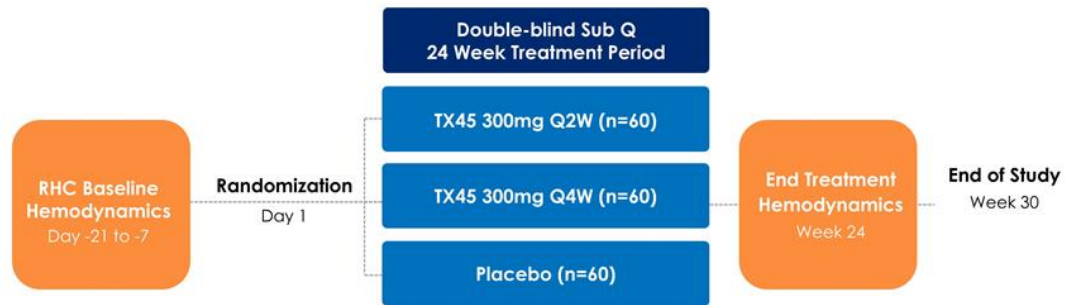 Double-blind Sub Q
24 Week Treatment Period
TX45 300mg Q2W (n=60)
RHC Baseline
Hemodynamics
Day -21 to -7
Randomization
Day 1
TX45 300mg Q4W (n=60)
Placebo (n=60)
End Treatment
Hemodynamics
Week 24
End of Study
Week 30